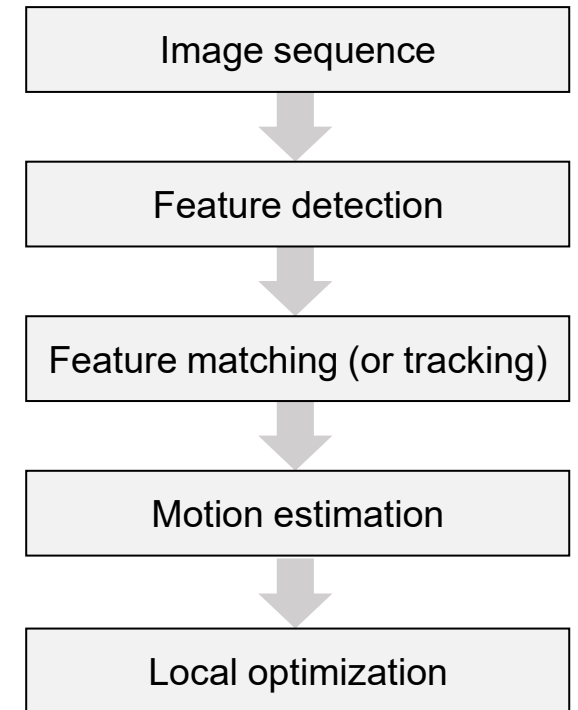 Image sequence
Feature detection
Feature matching (or tracking)
Motion estimation
Local optimization